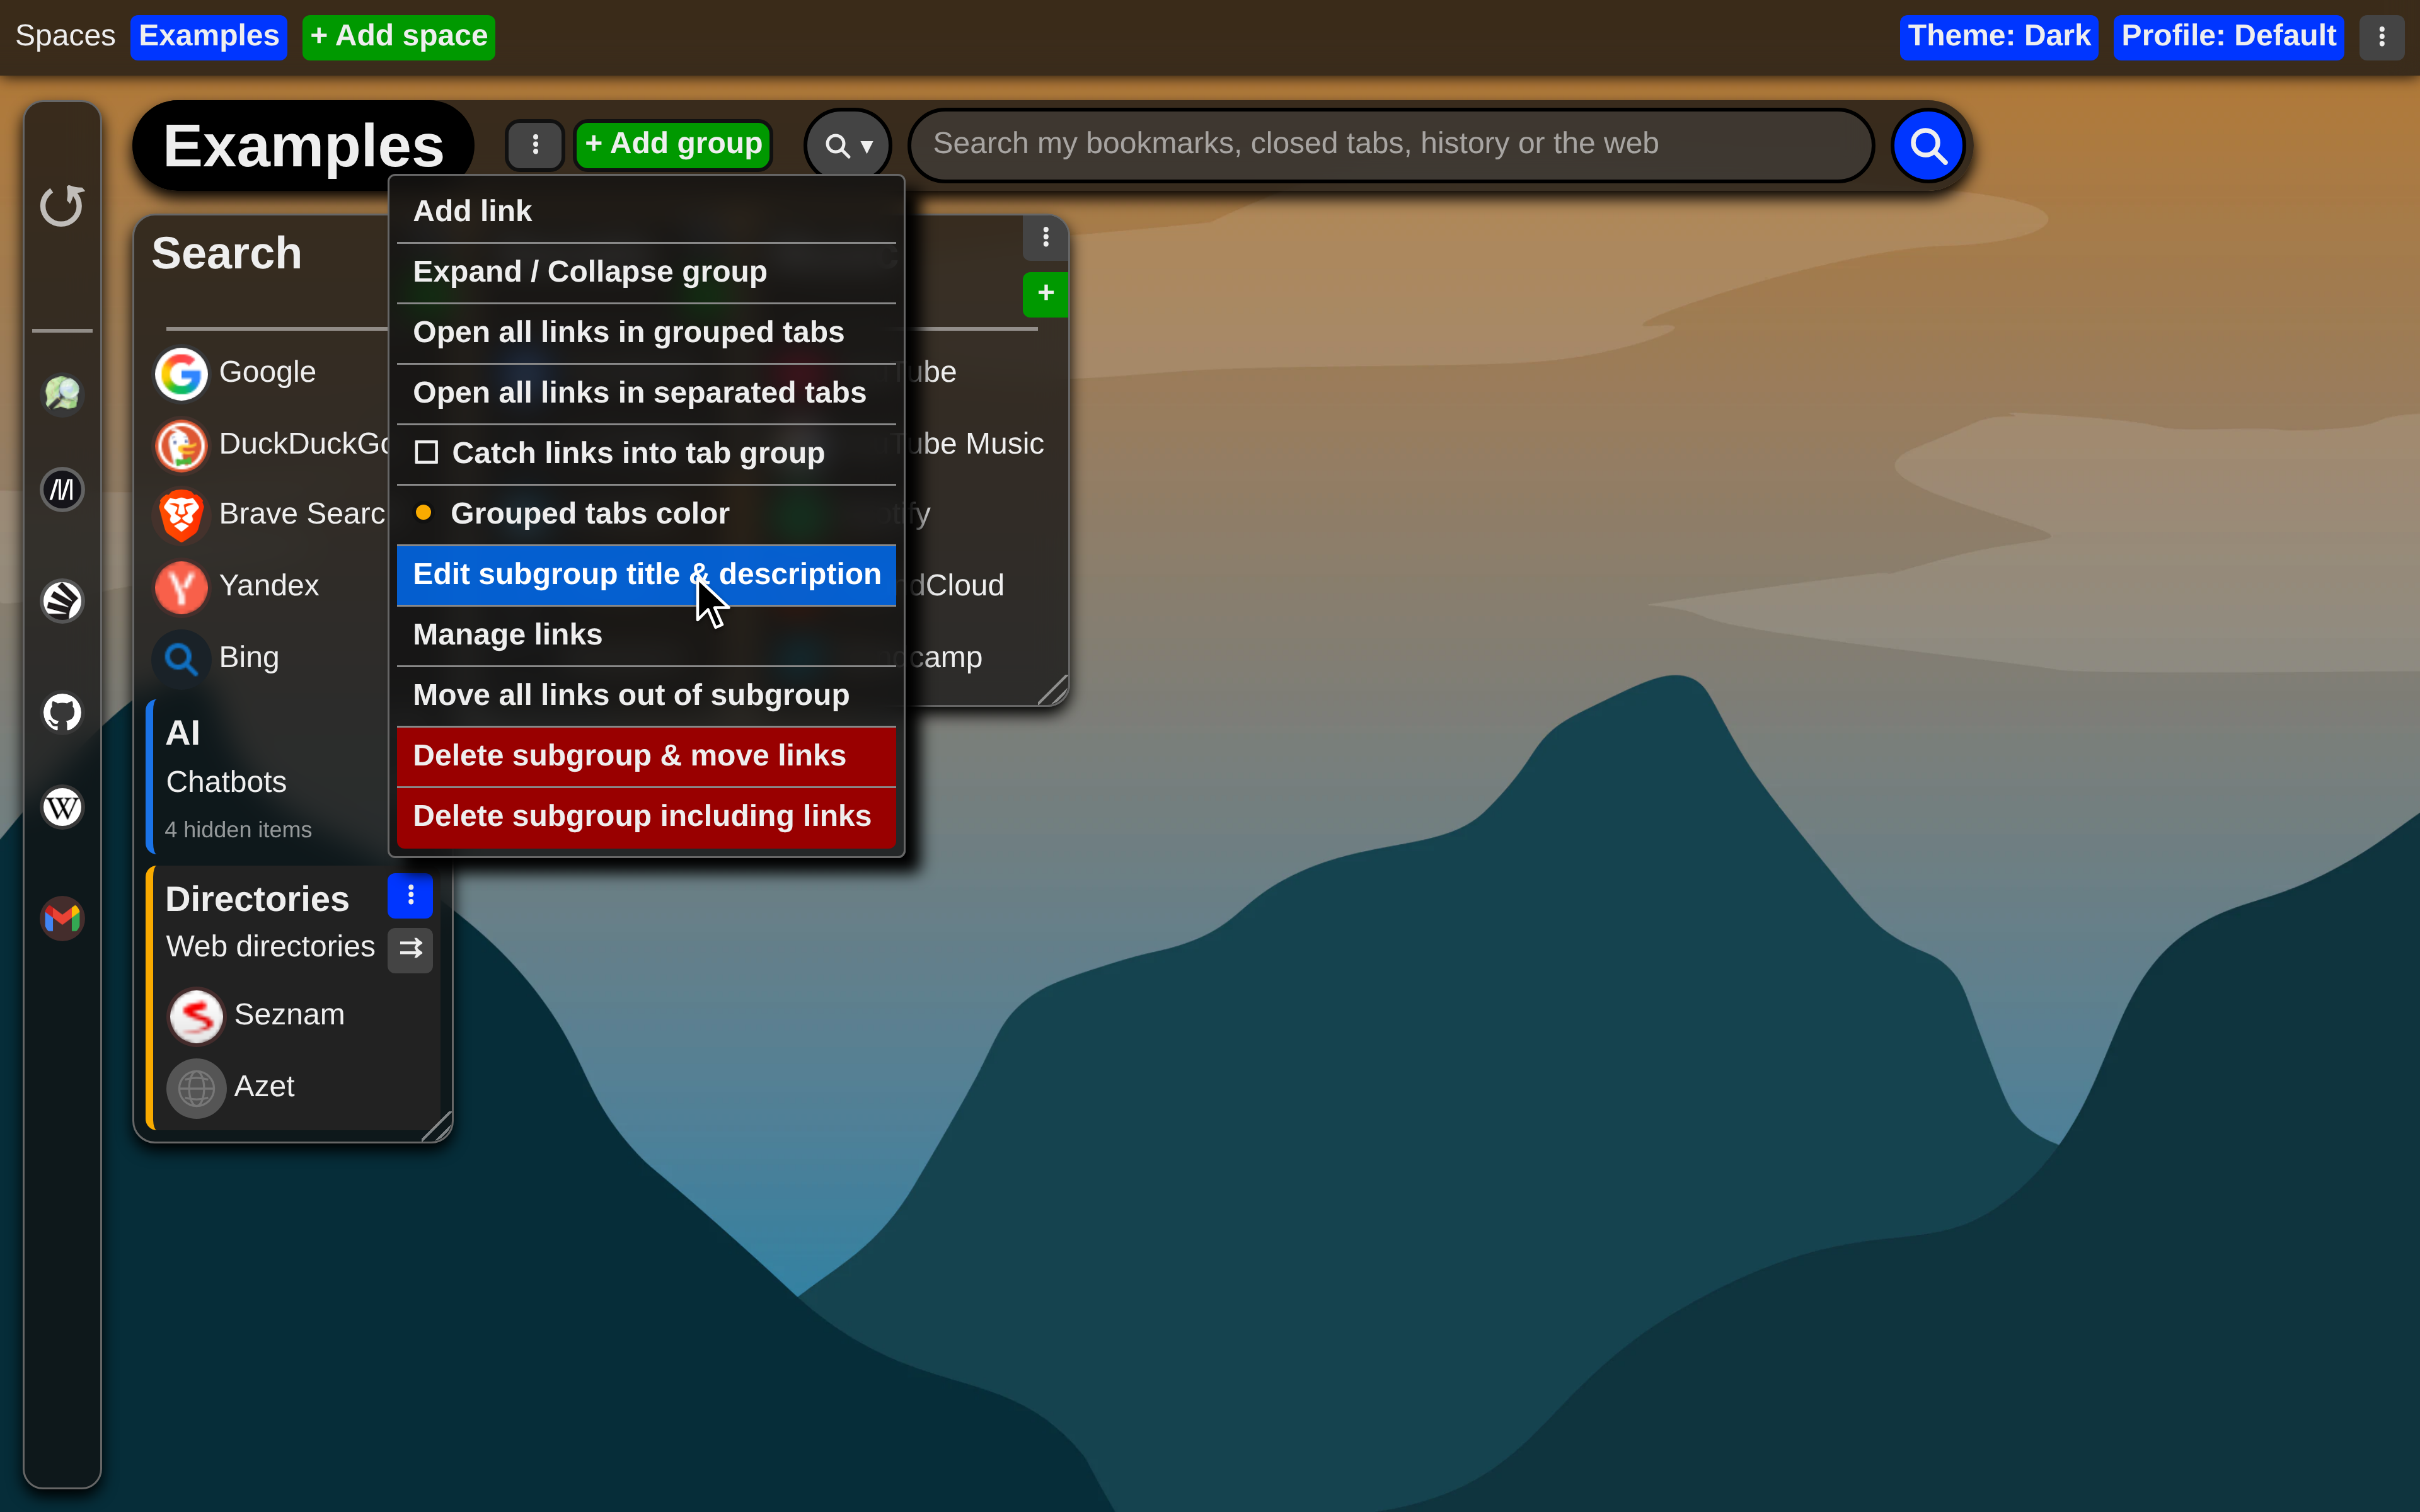 Spaces Examples + Add space Theme: Dark Profile: Default
Examples + Add group Search my bookmarks, closed tabs, history or the web
Search
Google
DuckDuckGo
Brave Searc
Yandex
Bing
AI
Chatbots
4 hidden items
Directories
Web directories
Seznam
Azet
Add link
Expand / Collapse group
Open all links in grouped tabs
Open all links in separated tabs
Catch links into tab group
Grouped tabs color
Edit subgroup title & description
Manage links
Move all links out of subgroup
Delete subgroup & move links
Delete subgroup including links
+
Tube
Tube Music
otify
dCloud
dcamp